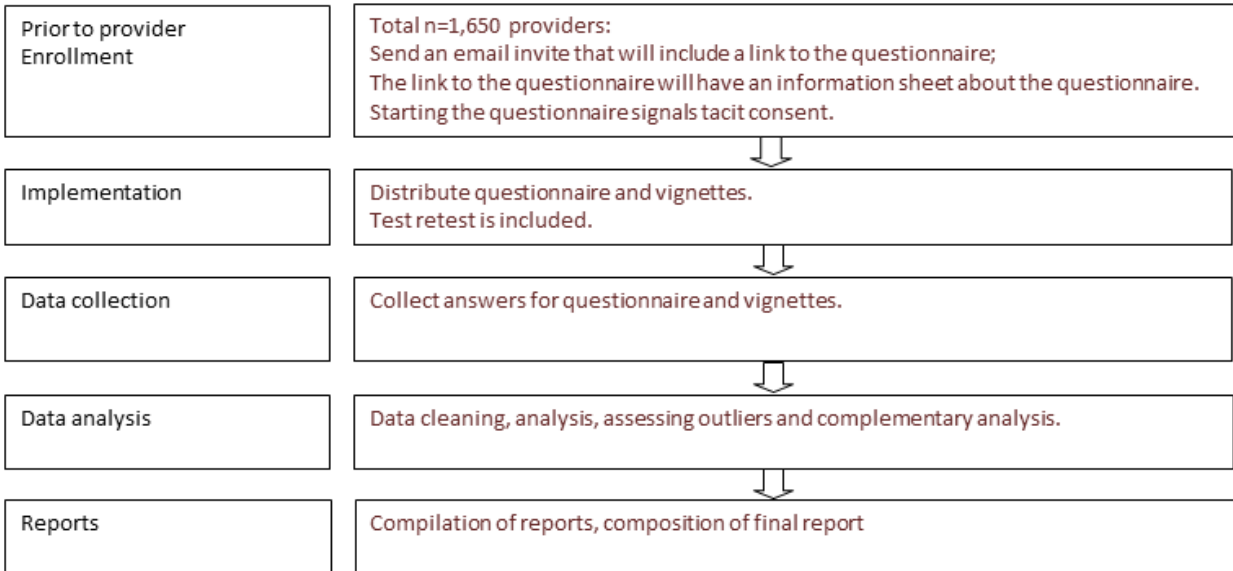 Prior to provider
Enrollment
Total n=1,650 providers:
Send an email invite that will include a link to the questionnaire;
The link to the questionnaire will have an information sheet about the questionnaire.
Starting the questionnaire signals tacit consent.
Implementation
Distribute questionnaire and vignettes.
Test retest is included.
Data collection
Collect answers for questionnaire and vignettes.
Data analysis
Data cleaning, analysis, assessing outliers and complementary analysis.
Reports
Compilation of reports, composition of final report